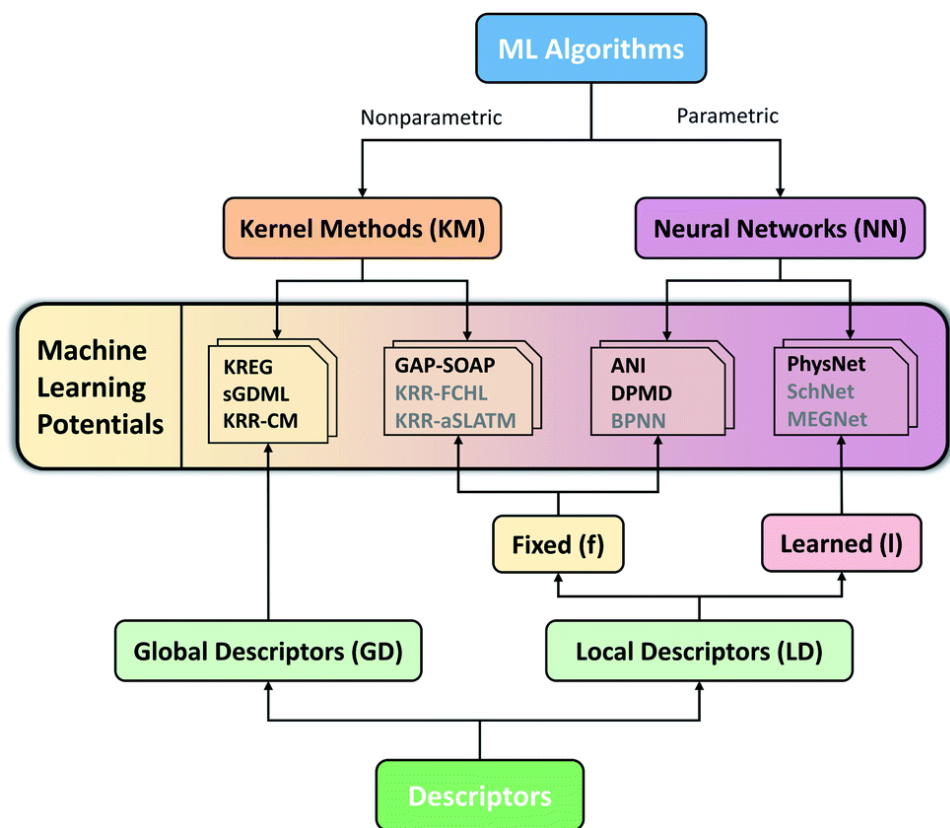 ML Algorithms
Nonparametric
Parametric
Kernel Methods (KM)
Neural Networks (NN)
Machine
Learning
Potentials
KREG
sGDML
KRR-CM
GAP-SOAP
KRR-FCHL
KRR-aSLATM
ANI
DPMD
BPNN
PhysNet
SchNet
MEGNet
Fixed (f)
Learned (l)
Global Descriptors (GD)
Local Descriptors (LD)
Descriptors